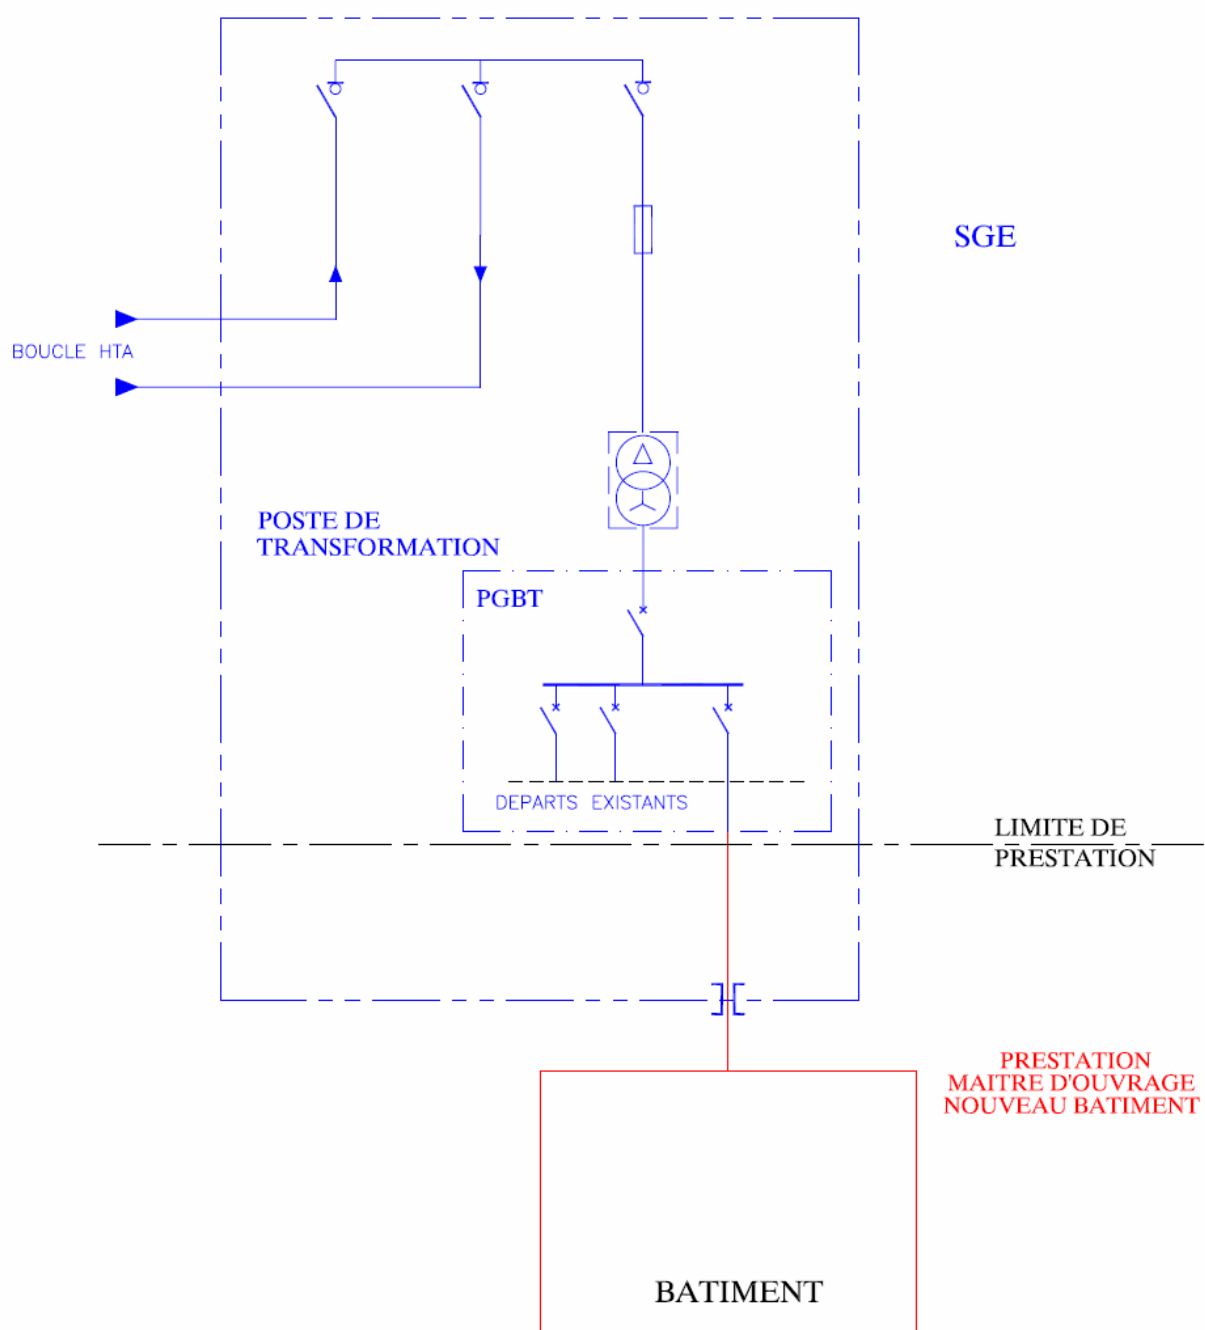 SGE
BOUCLE HTA
POSTE DE
TRANSFORMATION
PGBT
DEPARTS EXISTANTS
LIMITE DE
PRESTATION
PRESTATION
MAITRE D'OUVRAGE
NOUVEAU BATIMENT
BATIMENT